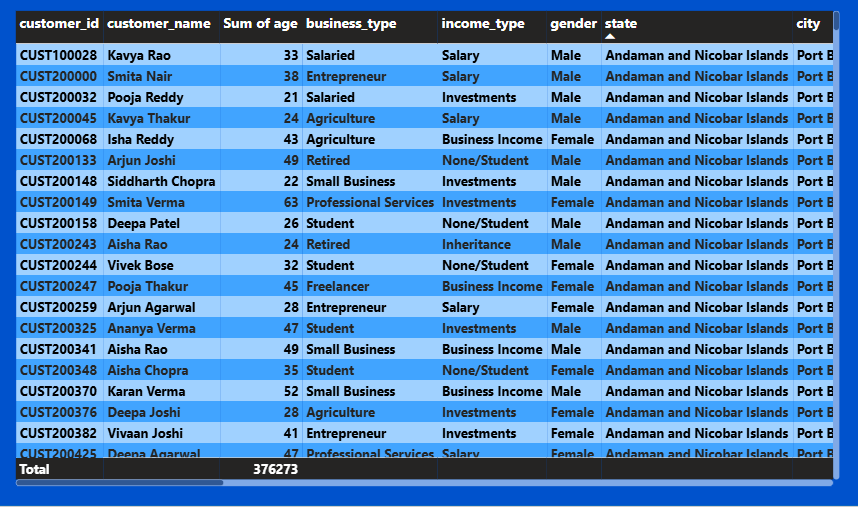 customer_id customer_name Sum of age business_type income_type gender state city
CUST100028 Kavya Rao 33 Salaried Salary Male Andaman and Nicobar Islands Port B
CUST200000 Smita Nair 38 Entrepreneur Salary Male Andaman and Nicobar Islands Port B
CUST200032 Pooja Reddy 21 Salaried Investments Male Andaman and Nicobar Islands Port B
CUST200045 Kavya Thakur 24 Agriculture Salary Male Andaman and Nicobar Islands Port B
CUST200068 Isha Reddy 43 Agriculture Business Income Female Andaman and Nicobar Islands Port B
CUST200133 Arjun Joshi 49 Retired None/Student Male Andaman and Nicobar Islands Port B
CUST200148 Siddharth Chopra 22 Small Business Investments Male Andaman and Nicobar Islands Port B
CUST200149 Smita Verma 63 Professional Services Investments Female Andaman and Nicobar Islands Port B
CUST200158 Deepa Patel 26 Student None/Student Male Andaman and Nicobar Islands Port B
CUST200243 Aisha Rao 24 Retired Inheritance Male Andaman and Nicobar Islands Port B
CUST200244 Vivek Bose 32 Student None/Student Female Andaman and Nicobar Islands Port B
CUST200247 Pooja Thakur 45 Freelancer Business Income Female Andaman and Nicobar Islands Port B
CUST200259 Arjun Agarwal 28 Entrepreneur Salary Female Andaman and Nicobar Islands Port B
CUST200325 Ananya Verma 47 Student Investments Male Andaman and Nicobar Islands Port B
CUST200341 Aisha Rao 49 Small Business Business Income Male Andaman and Nicobar Islands Port B
CUST200348 Aisha Chopra 35 Student None/Student Female Andaman and Nicobar Islands Port B
CUST200370 Karan Verma 52 Small Business Business Income Male Andaman and Nicobar Islands Port B
CUST200376 Deepa Joshi 28 Agriculture Investments Female Andaman and Nicobar Islands Port B
CUST200382 Vivaan Joshi 41 Entrepreneur Investments Female Andaman and Nicobar Islands Port B
CUST200425 Deepa Agarwal 47 Professional Services Salary Female Andaman and Nicobar Islands Port B
Total 376273